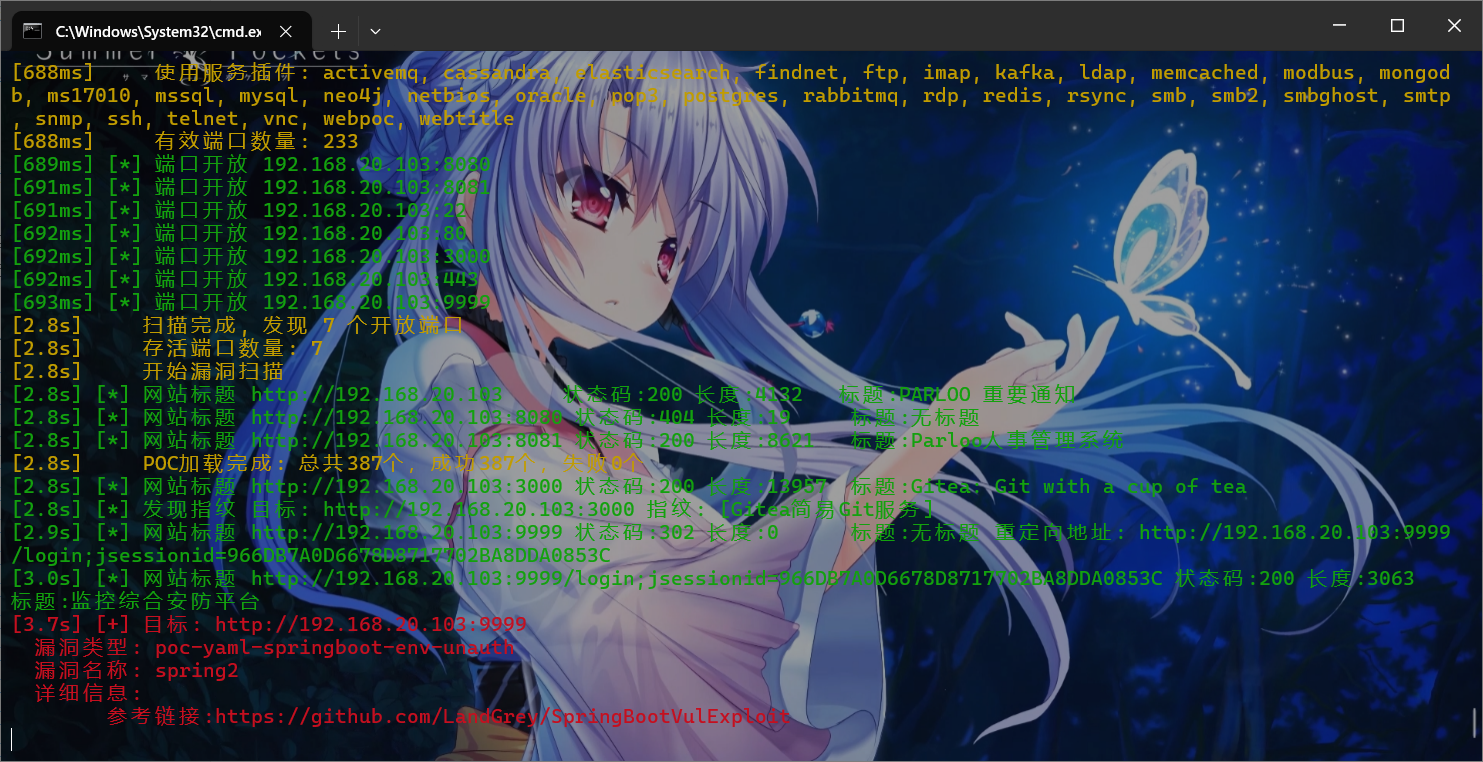 C:\Windows\System32\cmd.ex
Summer Pockets
サマーポケッツ
[688ms] 使用服务插件: activemq, cassandra, elasticsearch, findnet, ftp, imap, kafka, ldap, memcached, modbus, mongod
b, ms17010, mssql, mysql, neo4j, netbios, oracle, pop3, postgres, rabbitmq, rdp, redis, rsync, smb, smb2, smbghost, smtp
, snmp, ssh, telnet, vnc, webpoc, webtitle
[688ms] 有效端口数量: 233
[689ms] [*] 端口开放 192.168.20.103:8080
[691ms] [*] 端口开放 192.168.20.103:8081
[691ms] [*] 端口开放 192.168.20.103:22
[692ms] [*] 端口开放 192.168.20.103:80
[692ms] [*] 端口开放 192.168.20.103:3000
[692ms] [*] 端口开放 192.168.20.103:443
[693ms] [*] 端口开放 192.168.20.103:9999
[2.8s] 扫描完成, 发现 7 个开放端口
[2.8s] 存活端口数量: 7
[2.8s] 开始漏洞扫描
[2.8s] [*] 网站标题 http://192.168.20.103 状态码:200 长度:4132 标题:PARLOO 重要通知
[2.8s] [*] 网站标题 http://192.168.20.103:8080 状态码:404 长度:19 标题:无标题
[2.8s] [*] 网站标题 http://192.168.20.103:8081 状态码:200 长度:8621 标题:Parloo人事管理系统
[2.8s] POC加载完成: 总共387个, 成功387个, 失败0个
[2.8s] [*] 网站标题 http://192.168.20.103:3000 状态码:200 长度:13957 标题:Gitea: Git with a cup of tea
[2.8s] [*] 发现指纹 目标: http://192.168.20.103:3000 指纹: [Gitea简易Git服务]
[2.9s] [*] 网站标题 http://192.168.20.103:9999 状态码:302 长度:0 标题:无标题 重定向地址: http://192.168.20.103:9999
/login;jsessionid=966DB7A0D6678D8717702BA8DDA0853C
[3.0s] [*] 网站标题 http://192.168.20.103:9999/login;jsessionid=966DB7A0D6678D8717702BA8DDA0853C 状态码:200 长度:3063
标题:监控综合安防平台
[3.7s] [+] 目标: http://192.168.20.103:9999
漏洞类型: poc-yaml-springboot-env-unauth
漏洞名称: spring2
详细信息:
参考链接:https://github.com/LandGrey/SpringBootVulExploit